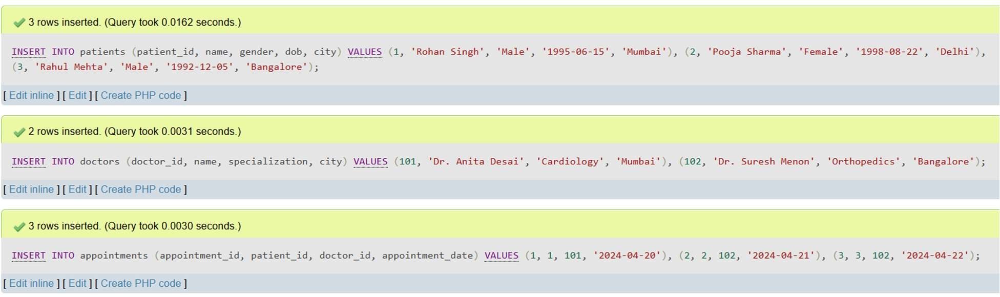 3 rows inserted. (Query took 0.0162 seconds.)
INSERT INTO patients (patient_id, name, gender, dob, city) VALUES (1, 'Rohan Singh', 'Male', '1995-06-15', 'Mumbai'), (2, 'Pooja Sharma', 'Female', '1998-08-22', 'Delhi'),
(3, 'Rahul Mehta', 'Male', '1992-12-05', 'Bangalore');
[ Edit inline ] [ Edit ] [ Create PHP code ]
2 rows inserted. (Query took 0.0031 seconds.)
INSERT INTO doctors (doctor_id, name, specialization, city) VALUES (101, 'Dr. Anita Desai', 'Cardiology', 'Mumbai'), (102, 'Dr. Suresh Menon', 'Orthopedics', 'Bangalore');
[ Edit inline ] [ Edit ] [ Create PHP code ]
3 rows inserted. (Query took 0.0030 seconds.)
INSERT INTO appointments (appointment_id, patient_id, doctor_id, appointment_date) VALUES (1, 1, 101, '2024-04-20'), (2, 2, 102, '2024-04-21'), (3, 3, 102, '2024-04-22');
[ Edit inline ] [ Edit ] [ Create PHP code ]